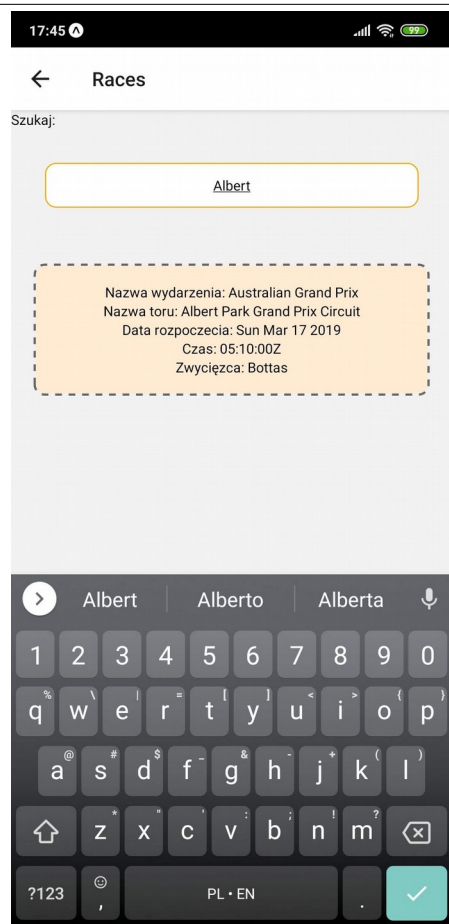 17:45
99
Races
Szukaj:
Albert
Nazwa wydarzenia: Australian Grand Prix
Nazwa toru: Albert Park Grand Prix Circuit
Data rozpoczecia: Sun Mar 17 2019
Czas: 05:10:00Z
Zwycięzca: Bottas
Albert Alberto Alberta
1 2 3 4 5 6 7 8 9 0
% \ | = [ ] < > { }
q w e r t y u i o p
@ # $ _ & - + ( )
a s d f g h j k l
* " ' : ; ! ?
z x c v b n m
?123 , PL • EN .